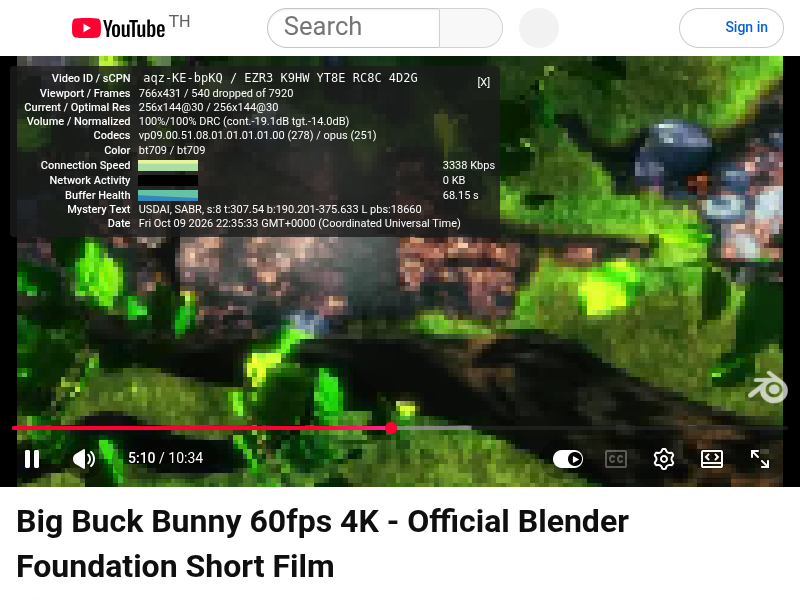 YouTube TH
Search
Sign in
Video ID / sCPN aqz-KE-bpKQ / EZR3 K9HW YT8E RC8C 4D2G
[X]
Viewport / Frames 766x431 / 540 dropped of 7920
Current / Optimal Res 256x144@30 / 256x144@30
Volume / Normalized 100%/100% DRC (cont.-19.1dB tgt.-14.0dB)
Codecs vp09.00.51.08.01.01.01.01.00 (278) / opus (251)
Color bt709 / bt709
Connection Speed 3338 Kbps
Network Activity 0 KB
Buffer Health 68.15 s
Mystery Text USDAI, SABR, s:8 t:307.54 b:190.201-375.633 L pbs:18660
Date Fri Oct 09 2026 22:35:33 GMT+0000 (Coordinated Universal Time)
5:10 / 10:34
CC
Big Buck Bunny 60fps 4K - Official Blender
Foundation Short Film